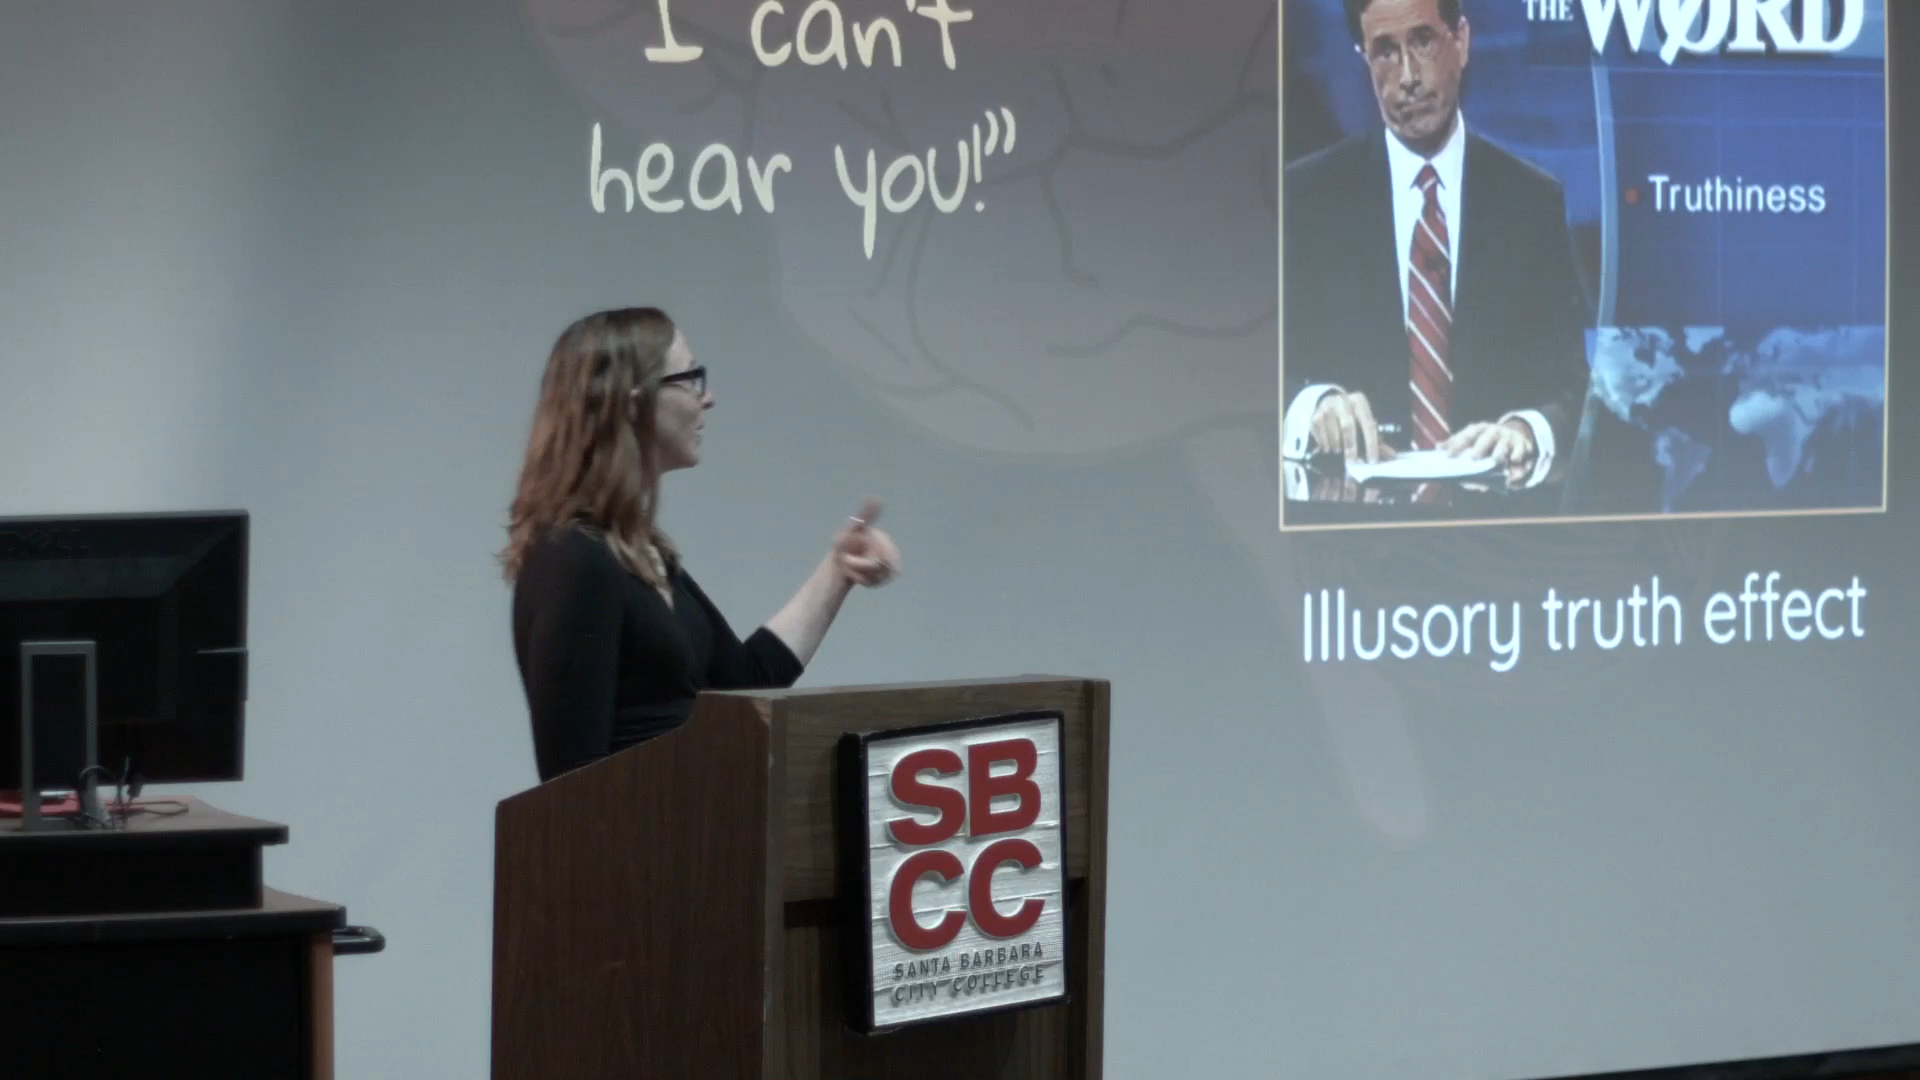 I can't
hear you!”
THE WØRD
Truthiness
Illusory truth effect
SB
CC
SANTA BARBARA
CITY COLLEGE